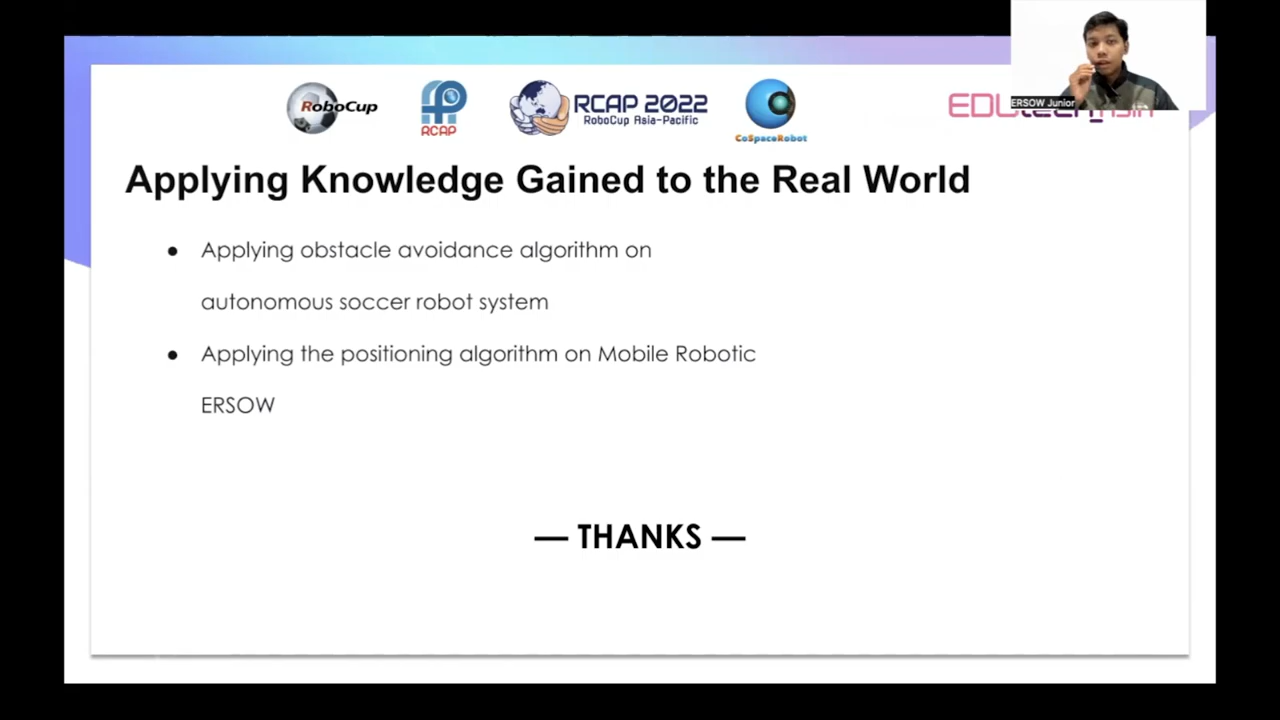 RoboCup
RCAP
RCAP 2022
RoboCup Asia-Pacific
CoSpaceRobot
ERSOW Junior
Applying Knowledge Gained to the Real World
● Applying obstacle avoidance algorithm on
autonomous soccer robot system
● Applying the positioning algorithm on Mobile Robotic
ERSOW
— THANKS —